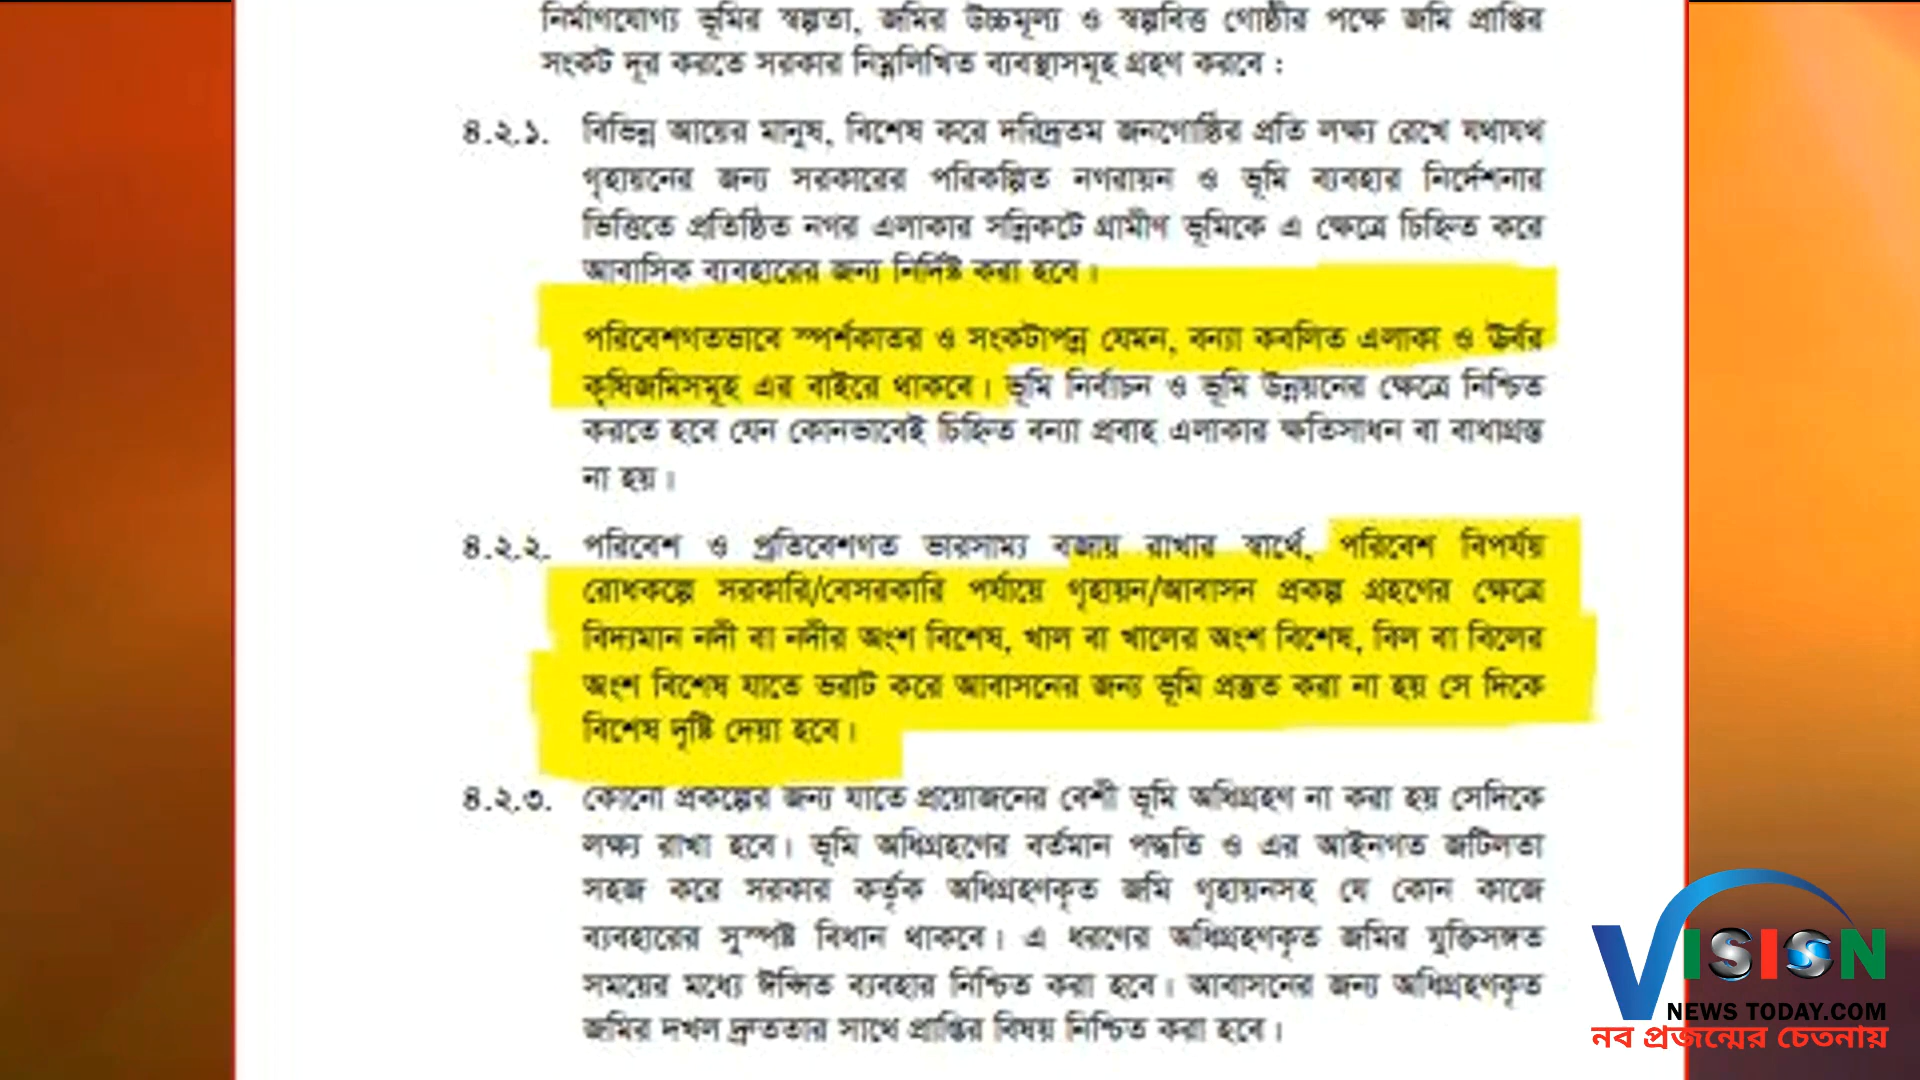 নির্মাণযোগ্য ভূমির স্বল্পতা, জমির উচ্চমূল্য ও স্বল্পবিত্ত গোষ্ঠীর পক্ষে জমি প্রাপ্তির
সংকট দূর করতে সরকার নিম্নলিখিত ব্যবস্থাসমূহ গ্রহণ করবে :
৪.২.১. বিভিন্ন আয়ের মানুষ, বিশেষ করে দরিদ্রতম জনগোষ্ঠির প্রতি লক্ষ্য রেখে যথাযথ
গৃহায়নের জন্য সরকারের পরিকল্পিত নগরায়ন ও ভূমি ব্যবহার নির্দেশনার
ভিত্তিতে প্রতিষ্ঠিত নগর এলাকার সন্নিকটে গ্রামীণ ভূমিকে এ ক্ষেত্রে চিহ্নিত করে
আবাসিক ব্যবহারের জন্য নির্দিষ্ট করা হবে।
পরিবেশগতভাবে স্পর্শকাতর ও সংকটাপন্ন যেমন, বন্যা কবলিত এলাকা ও ঊর্বর
কৃষিজমিসমূহ এর বাইরে থাকবে। ভূমি নির্বাচন ও ভূমি উন্নয়নের ক্ষেত্রে নিশ্চিত
করতে হবে যেন কোনভাবেই চিহ্নিত বন্যা প্রবাহ এলাকার ক্ষতিসাধন বা বাধাগ্রস্ত
না হয়।
৪.২.২. পরিবেশ ও প্রতিবেশগত ভারসাম্য বজায় রাখার স্বার্থে, পরিবেশ বিপর্যয়
রোধকল্পে সরকারি/বেসরকারি পর্যায়ে গৃহায়ন/আবাসন প্রকল্প গ্রহণের ক্ষেত্রে
বিদ্যমান নদী বা নদীর অংশ বিশেষ, খাল বা খালের অংশ বিশেষ, বিল বা বিলের
অংশ বিশেষ যাতে ভরাট করে আবাসনের জন্য ভূমি প্রস্তুত করা না হয় সে দিকে
বিশেষ দৃষ্টি দেয়া হবে।
৪.২.৩. কোনো প্রকল্পের জন্য যাতে প্রয়োজনের বেশী ভূমি অধিগ্রহণ না করা হয় সেদিকে
লক্ষ্য রাখা হবে। ভূমি অধিগ্রহণের বর্তমান পদ্ধতি ও এর আইনগত জটিলতা
সহজ করে সরকার কর্তৃক অধিগ্রহণকৃত জমি গৃহায়নসহ যে কোন কাজে
ব্যবহারের সুস্পষ্ট বিধান থাকবে। এ ধরণের অধিগ্রহণকৃত জমির যুক্তিসঙ্গত
সময়ের মধ্যে ঈপ্সিত ব্যবহার নিশ্চিত করা হবে। আবাসনের জন্য অধিগ্রহণকৃত
জমির দখল দ্রুততার সাথে প্রাপ্তির বিষয় নিশ্চিত করা হবে।
VISION
NEWS TODAY.COM
নব প্রজন্মের চেতনায়